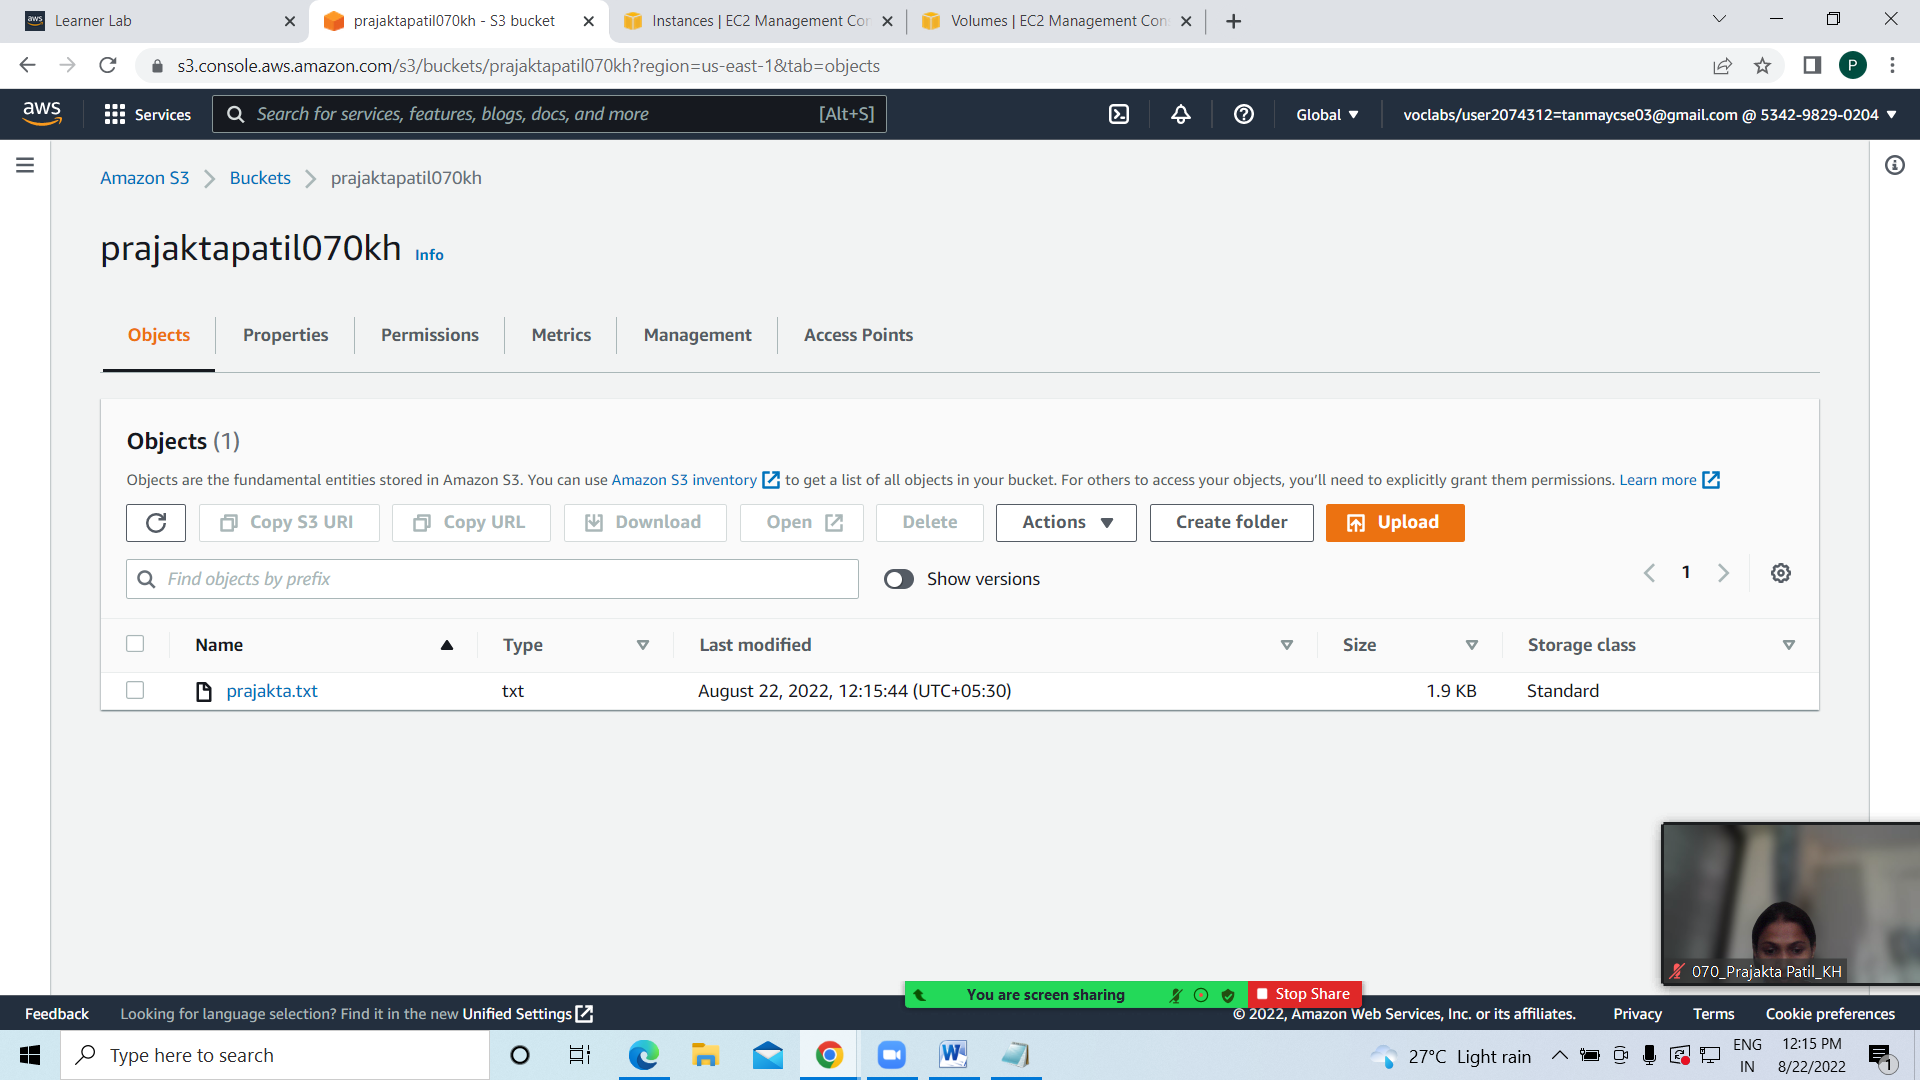 Learner Lab
prajaktapatil070kh - S3 bucket
Instances | EC2 Management Con
Volumes | EC2 Management Con
s3.console.aws.amazon.com/s3/buckets/prajaktapatil070kh?region=us-east-1&tab=objects
P
aws
Services
Search for services, features, blogs, docs, and more
[Alt+S]
Global
voclabs/user2074312=tanmaycse03@gmail.com @ 5342-9829-0204
Amazon S3
Buckets
prajaktapatil070kh
prajaktapatil070kh Info
Objects
Properties
Permissions
Metrics
Management
Access Points
Objects (1)
Objects are the fundamental entities stored in Amazon S3. You can use Amazon S3 inventory to get a list of all objects in your bucket. For others to access your objects, you'll need to explicitly grant them permissions. Learn more
Copy S3 URI
Copy URL
Download
Open
Delete
Actions
Create folder
Upload
Find objects by prefix
Show versions
1
Name
Type
Last modified
Size
Storage class
prajakta.txt
txt
August 22, 2022, 12:15:44 (UTC+05:30)
1.9 KB
Standard
070_Prajakta Patil_KH
You are screen sharing
Stop Share
Feedback
Looking for language selection? Find it in the new Unified Settings
© 2022, Amazon Web Services, Inc. or its affiliates.
Privacy
Terms
Cookie preferences
Type here to search
27°C Light rain
ENG
IN
12:15 PM
8/22/2022
1